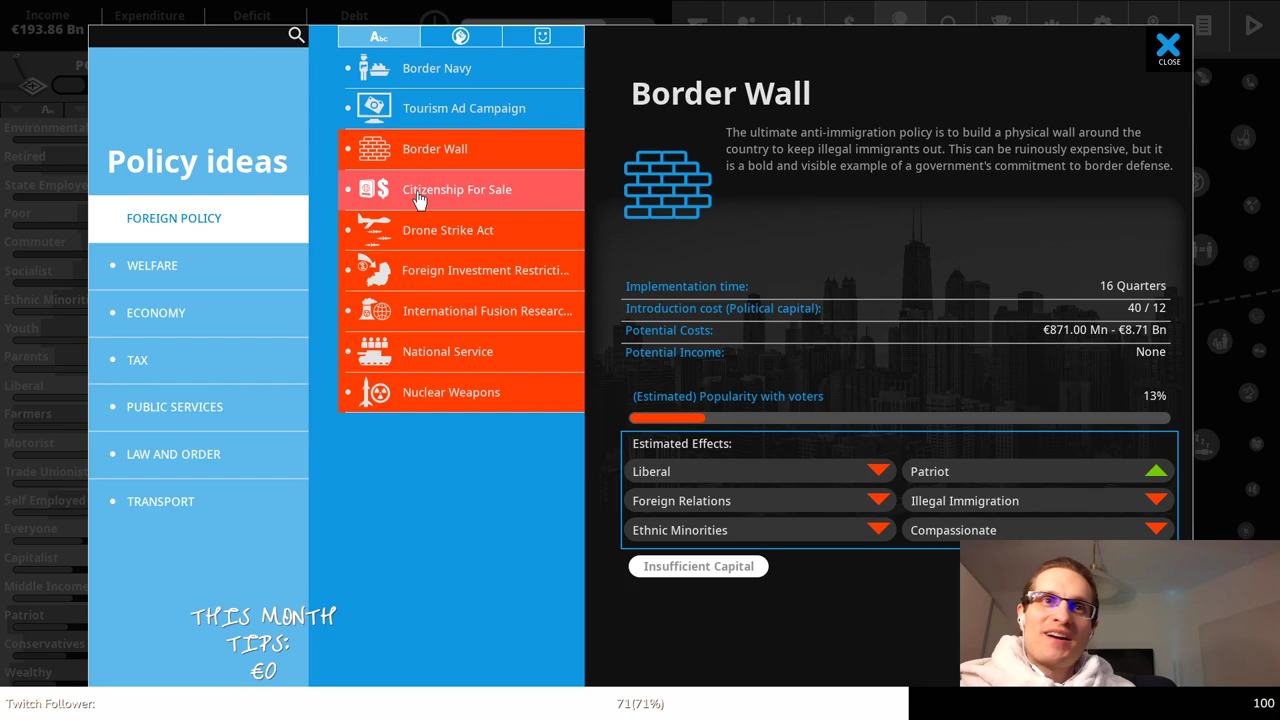 Income
Expenditure
Deficit
Debt
€193.86 Bn
Abc
CLOSE
Border Navy
Tourism Ad Campaign
Border Wall
Citizenship For Sale
Drone Strike Act
Foreign Investment Restricti...
International Fusion Researc...
National Service
Nuclear Weapons
Policy ideas
FOREIGN POLICY
WELFARE
ECONOMY
TAX
PUBLIC SERVICES
LAW AND ORDER
TRANSPORT
Border Wall
The ultimate anti-immigration policy is to build a physical wall around the
country to keep illegal immigrants out. This can be ruinously expensive, but it
is a bold and visible example of a government's commitment to border defense.
Implementation time: 16 Quarters
Introduction cost (Political capital): 40 / 12
Potential Costs: €871.00 Mn - €8.71 Bn
Potential Income: None
(Estimated) Popularity with voters 13%
Estimated Effects:
Liberal
Patriot
Foreign Relations
Illegal Immigration
Ethnic Minorities
Compassionate
Insufficient Capital
Environmental
Retired
State Employe
Poor
Commuter
Socialist
Ethnic Minoriti
Youth
Parents
Liberal
Farmers
Motorist
Trade Unionist
Self Employed
Everyone
Capitalist
Middle Income
Patriot
Conservatives
Wealthy
THIS MONTH
TIPS:
€0
Twitch Follower: 71(71%) 100